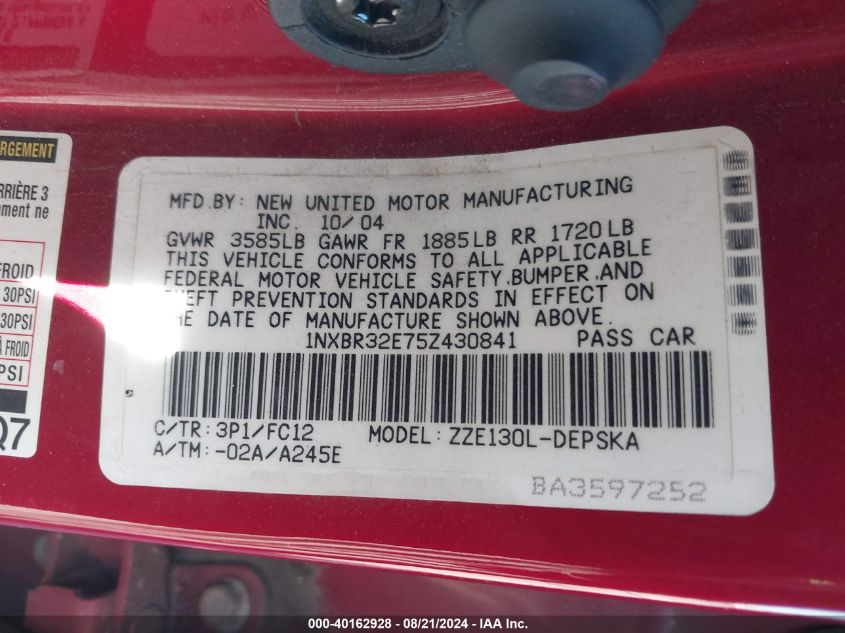 RGEMENT
RRIÈRE 3
ment ne
FROID
30PSI
30PSI
À FROID
PSI
Q7
MFD.BY: NEW UNITED MOTOR MANUFACTURING
INC. 10/04
GVWR 3585LB GAWR FR 1885LB RR 1720LB
THIS VEHICLE CONFORMS TO ALL APPLICABLE
FEDERAL MOTOR VEHICLE SAFETY,BUMPER,AND
THEFT PREVENTION STANDARDS IN EFFECT ON
THE DATE OF MANUFACTURE SHOWN ABOVE.
1NXBR32E75Z430841 PASS CAR
C/TR: 3P1/FC12 MODEL: ZZE130L-DEPSKA
A/TM: -02A/A245E
BA3597252
000-40162928 - 08/21/2024 - IAA Inc.